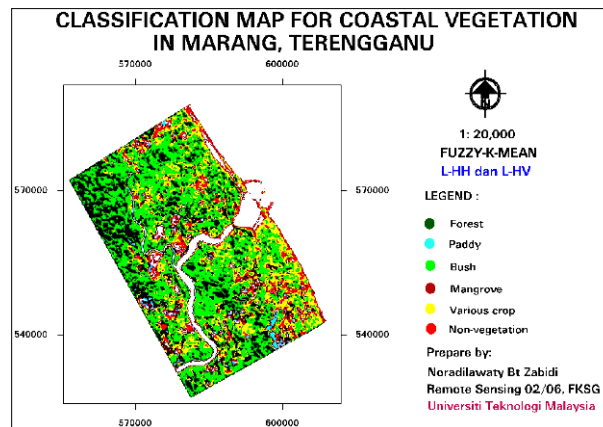 CLASSIFICATION MAP FOR COASTAL VEGETATION
IN MARANG, TERENGGANU
570000 600000
570000 570000
540000 540000
570000 600000
N
1: 20,000
FUZZY-K-MEAN
L-HH dan L-HV
LEGEND :
Forest
Paddy
Bush
Mangrove
Various crop
Non-vegetation
Prepare by:
Noradilawaty Bt Zabidi
Remote Sensing 02/06, FKSG
Universiti Teknologi Malaysia